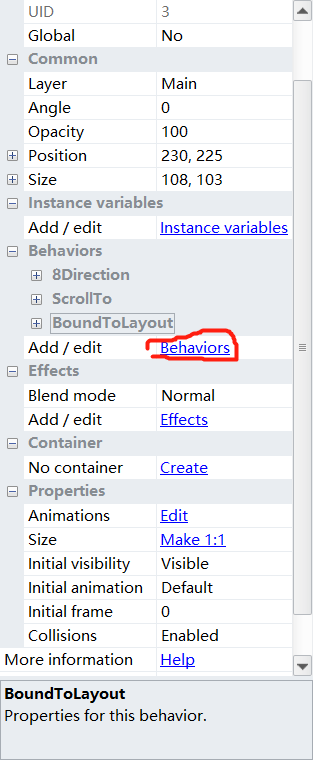 UID 3
Global No
Common
Layer Main
Angle 0
Opacity 100
Position 230, 225
Size 108, 103
Instance variables
Add / edit Instance variables
Behaviors
8Direction
ScrollTo
BoundToLayout
Add / edit Behaviors
Effects
Blend mode Normal
Add / edit Effects
Container
No container Create
Properties
Animations Edit
Size Make 1:1
Initial visibility Visible
Initial animation Default
Initial frame 0
Collisions Enabled
More information Help
BoundToLayout
Properties for this behavior.